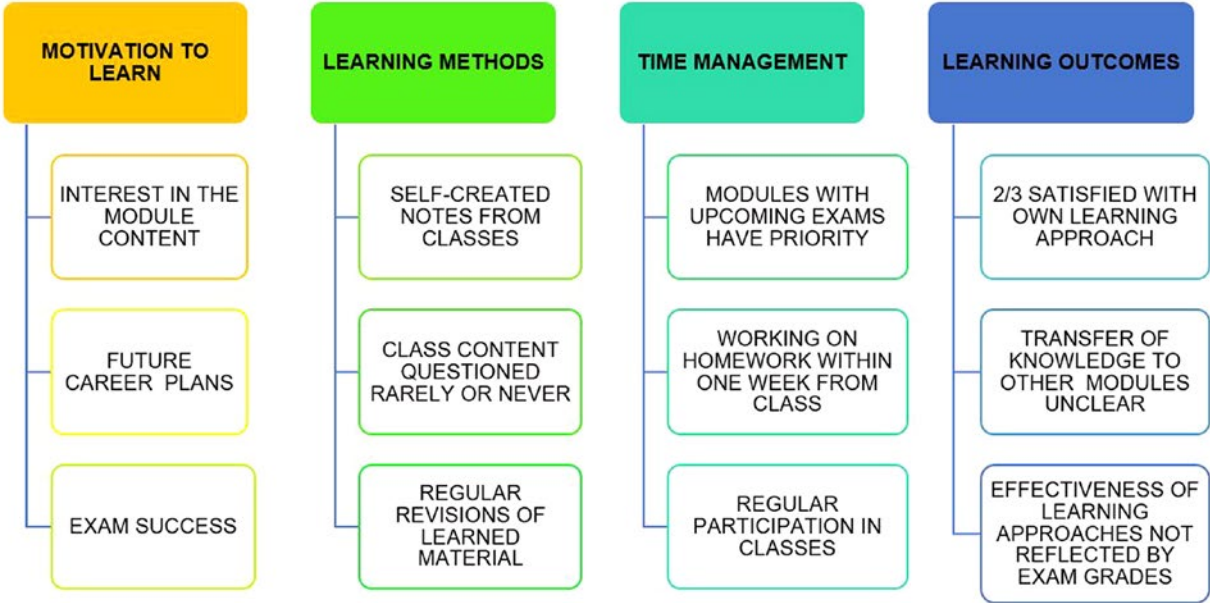 MOTIVATION TO
LEARN
INTEREST IN THE
MODULE
CONTENT
FUTURE
CAREER PLANS
EXAM SUCCESS
LEARNING METHODS
SELF-CREATED
NOTES FROM
CLASSES
CLASS CONTENT
QUESTIONED
RARELY OR NEVER
REGULAR
REVISIONS OF
LEARNED
MATERIAL
TIME MANAGEMENT
MODULES WITH
UPCOMING EXAMS
HAVE PRIORITY
WORKING ON
HOMEWORK WITHIN
ONE WEEK FROM
CLASS
REGULAR
PARTICIPATION IN
CLASSES
LEARNING OUTCOMES
2/3 SATISFIED WITH
OWN LEARNING
APPROACH
TRANSFER OF
KNOWLEDGE TO
OTHER MODULES
UNCLEAR
EFFECTIVENESS OF
LEARNING
APPROACHES NOT
REFLECTED BY
EXAM GRADES